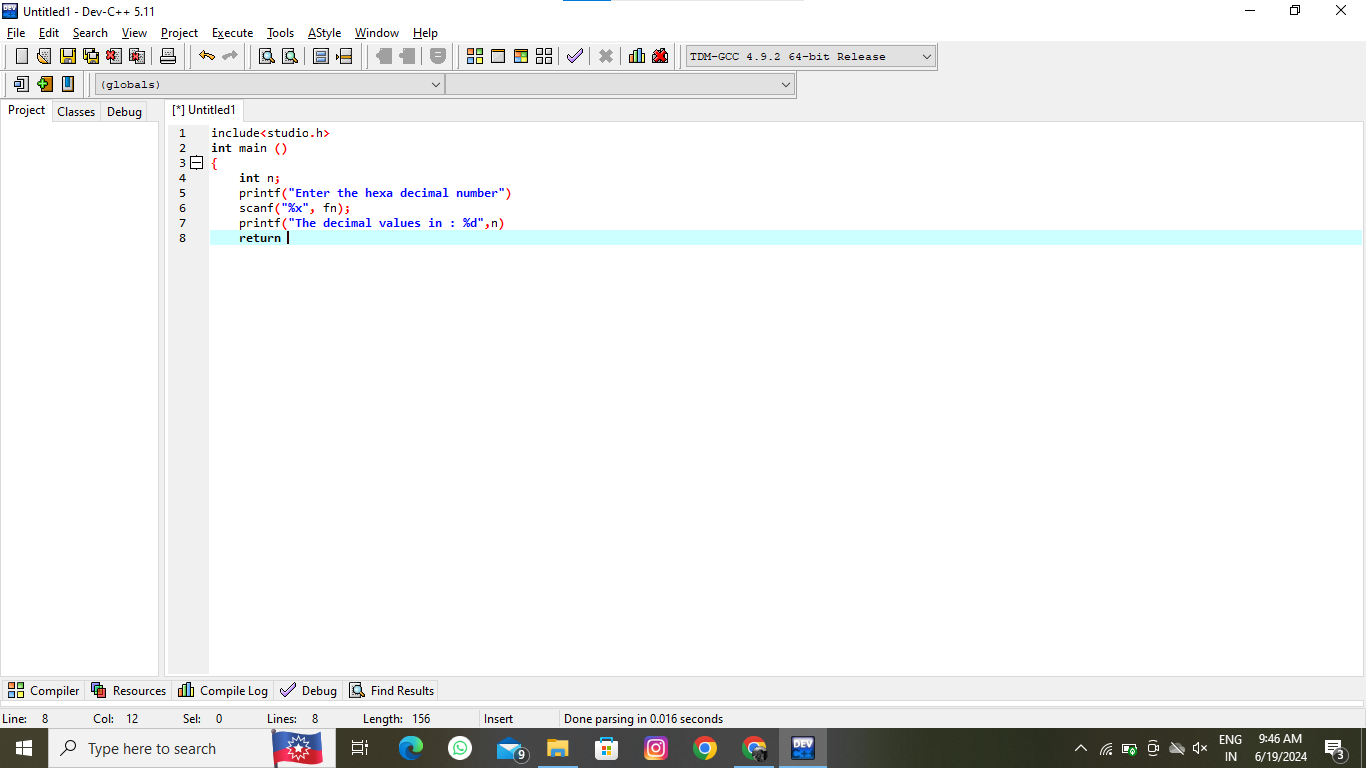 Untitled1 - Dev-C++ 5.11
File Edit Search View Project Execute Tools AStyle Window Help
TDM-GCC 4.9.2 64-bit Release
(globals)
Project Classes Debug [*] Untitled1
1 include<studio.h>
2 int main ()
3 {
4 int n;
5 printf("Enter the hexa decimal number")
6 scanf("%x", fn);
7 printf("The decimal values in : %d",n)
8 return
Compiler Resources Compile Log Debug Find Results
Line: 8 Col: 12 Sel: 0 Lines: 8 Length: 156 Insert Done parsing in 0.016 seconds
Type here to search 9 DEV ENG 9:46 AM
IN 6/19/2024 3